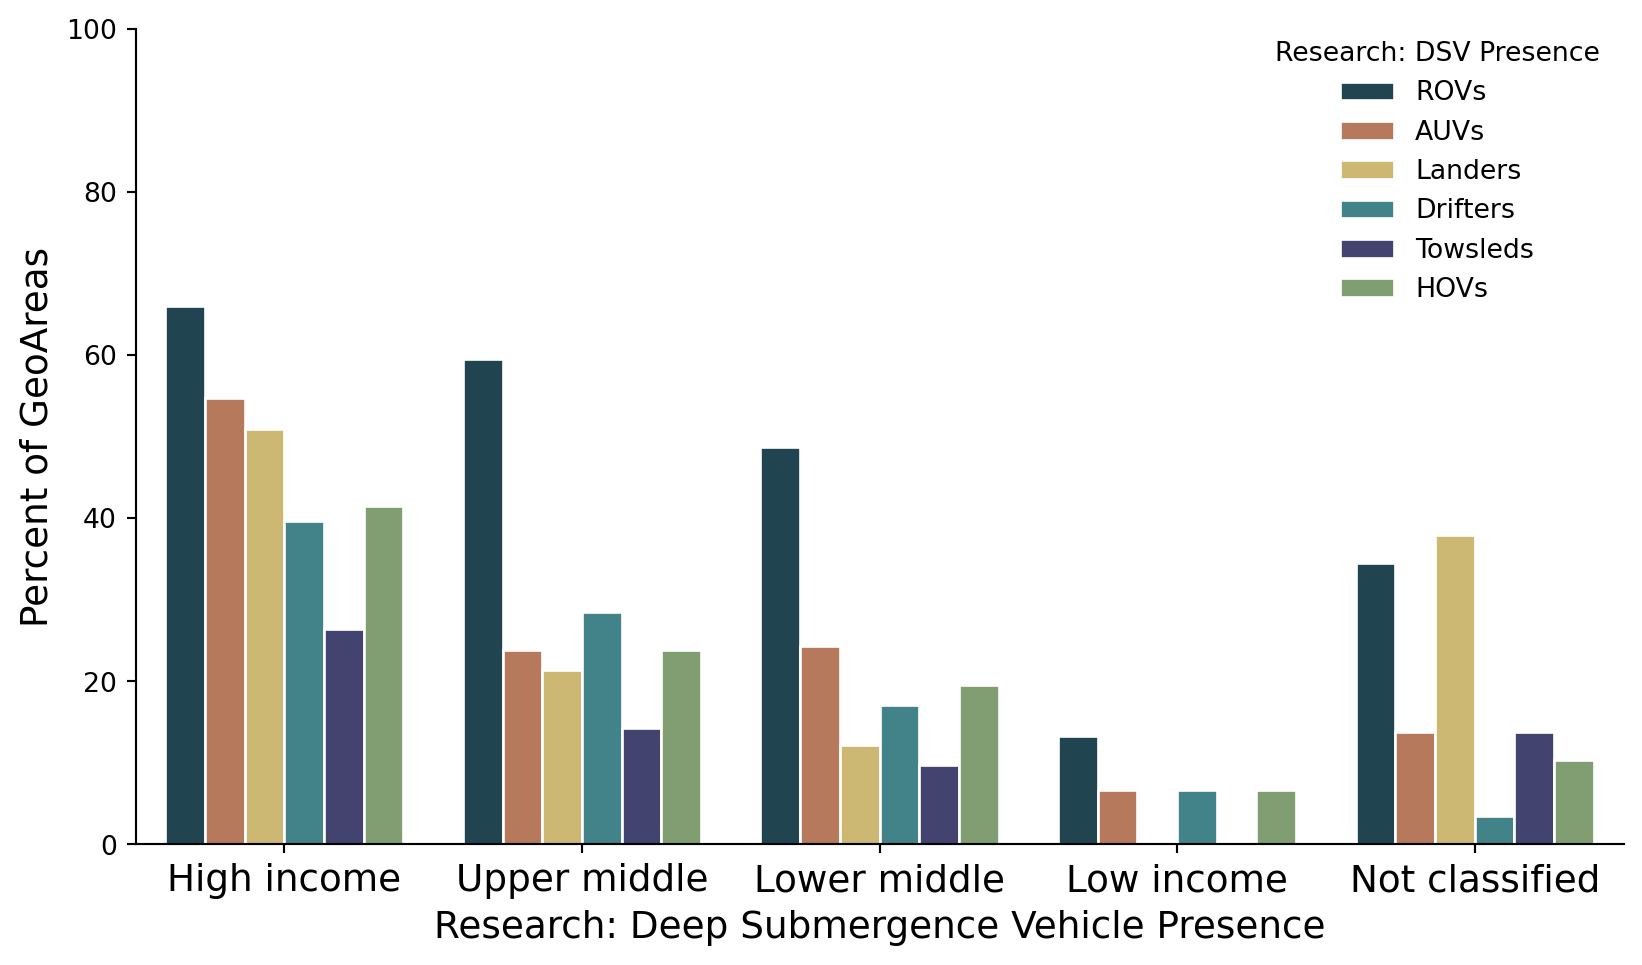 Research: DSV Presence
ROVs
AUVs
Landers
Drifters
Towsleds
HOVs
Percent of GeoAreas
100
80
60
40
20
0
High income Upper middle Lower middle Low income Not classified
Research: Deep Submergence Vehicle Presence